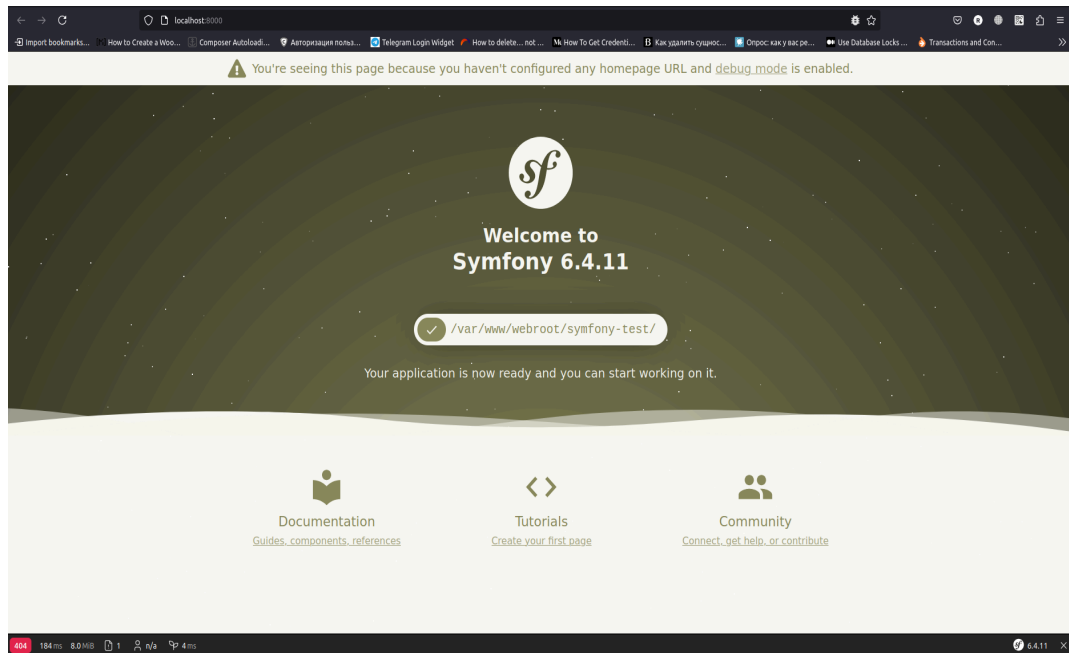 localhost:8000
Import bookmarks... How to Create a Woo... Composer Autoloadi... Авторизация польз... Telegram Login Widget How to delete... not ... How To Get Credenti... Как удалить сущнос... Опрос: как у вас ре... Use Database Locks ... Transactions and Con...
You're seeing this page because you haven't configured any homepage URL and debug mode is enabled.
sf
Welcome to
Symfony 6.4.11
/var/www/webroot/symfony-test/
Your application is now ready and you can start working on it.
Documentation Tutorials Community
Guides, components, references Create your first page Connect, get help, or contribute
404 184 ms 8.0 MiB 1 n/a 4 ms 6.4.11